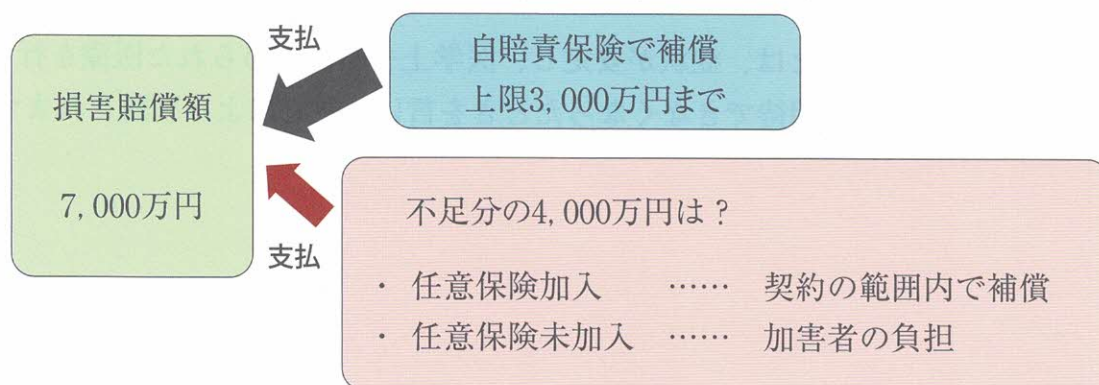 支払
自賠責保険で補償
上限3,000万円まで
損害賠償額
7,000万円
支払
不足分の4,000万円は？
・ 任意保険加入 …… 契約の範囲内で補償
・ 任意保険未加入 …… 加害者の負担